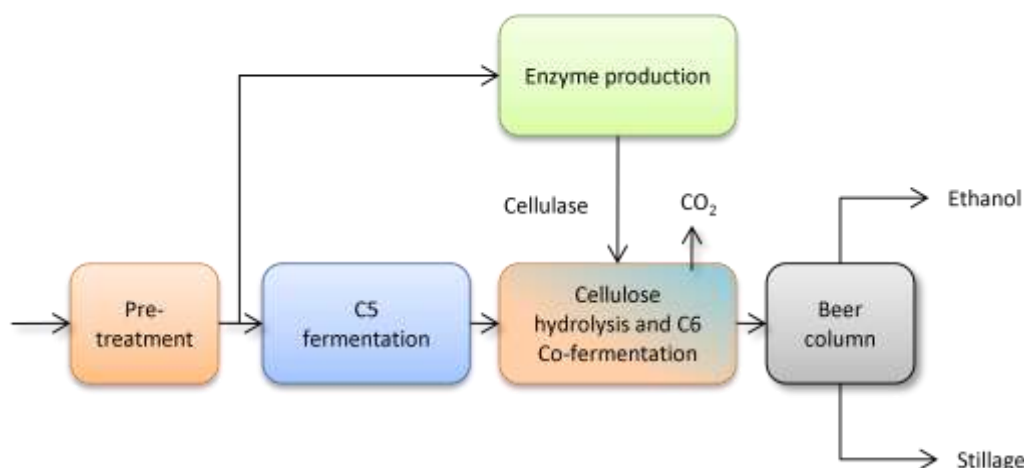 Enzyme production
Cellulase
CO₂
Ethanol
Pre-
treatment
C5
fermentation
Cellulose
hydrolysis and C6
Co-fermentation
Beer
column
Stillage